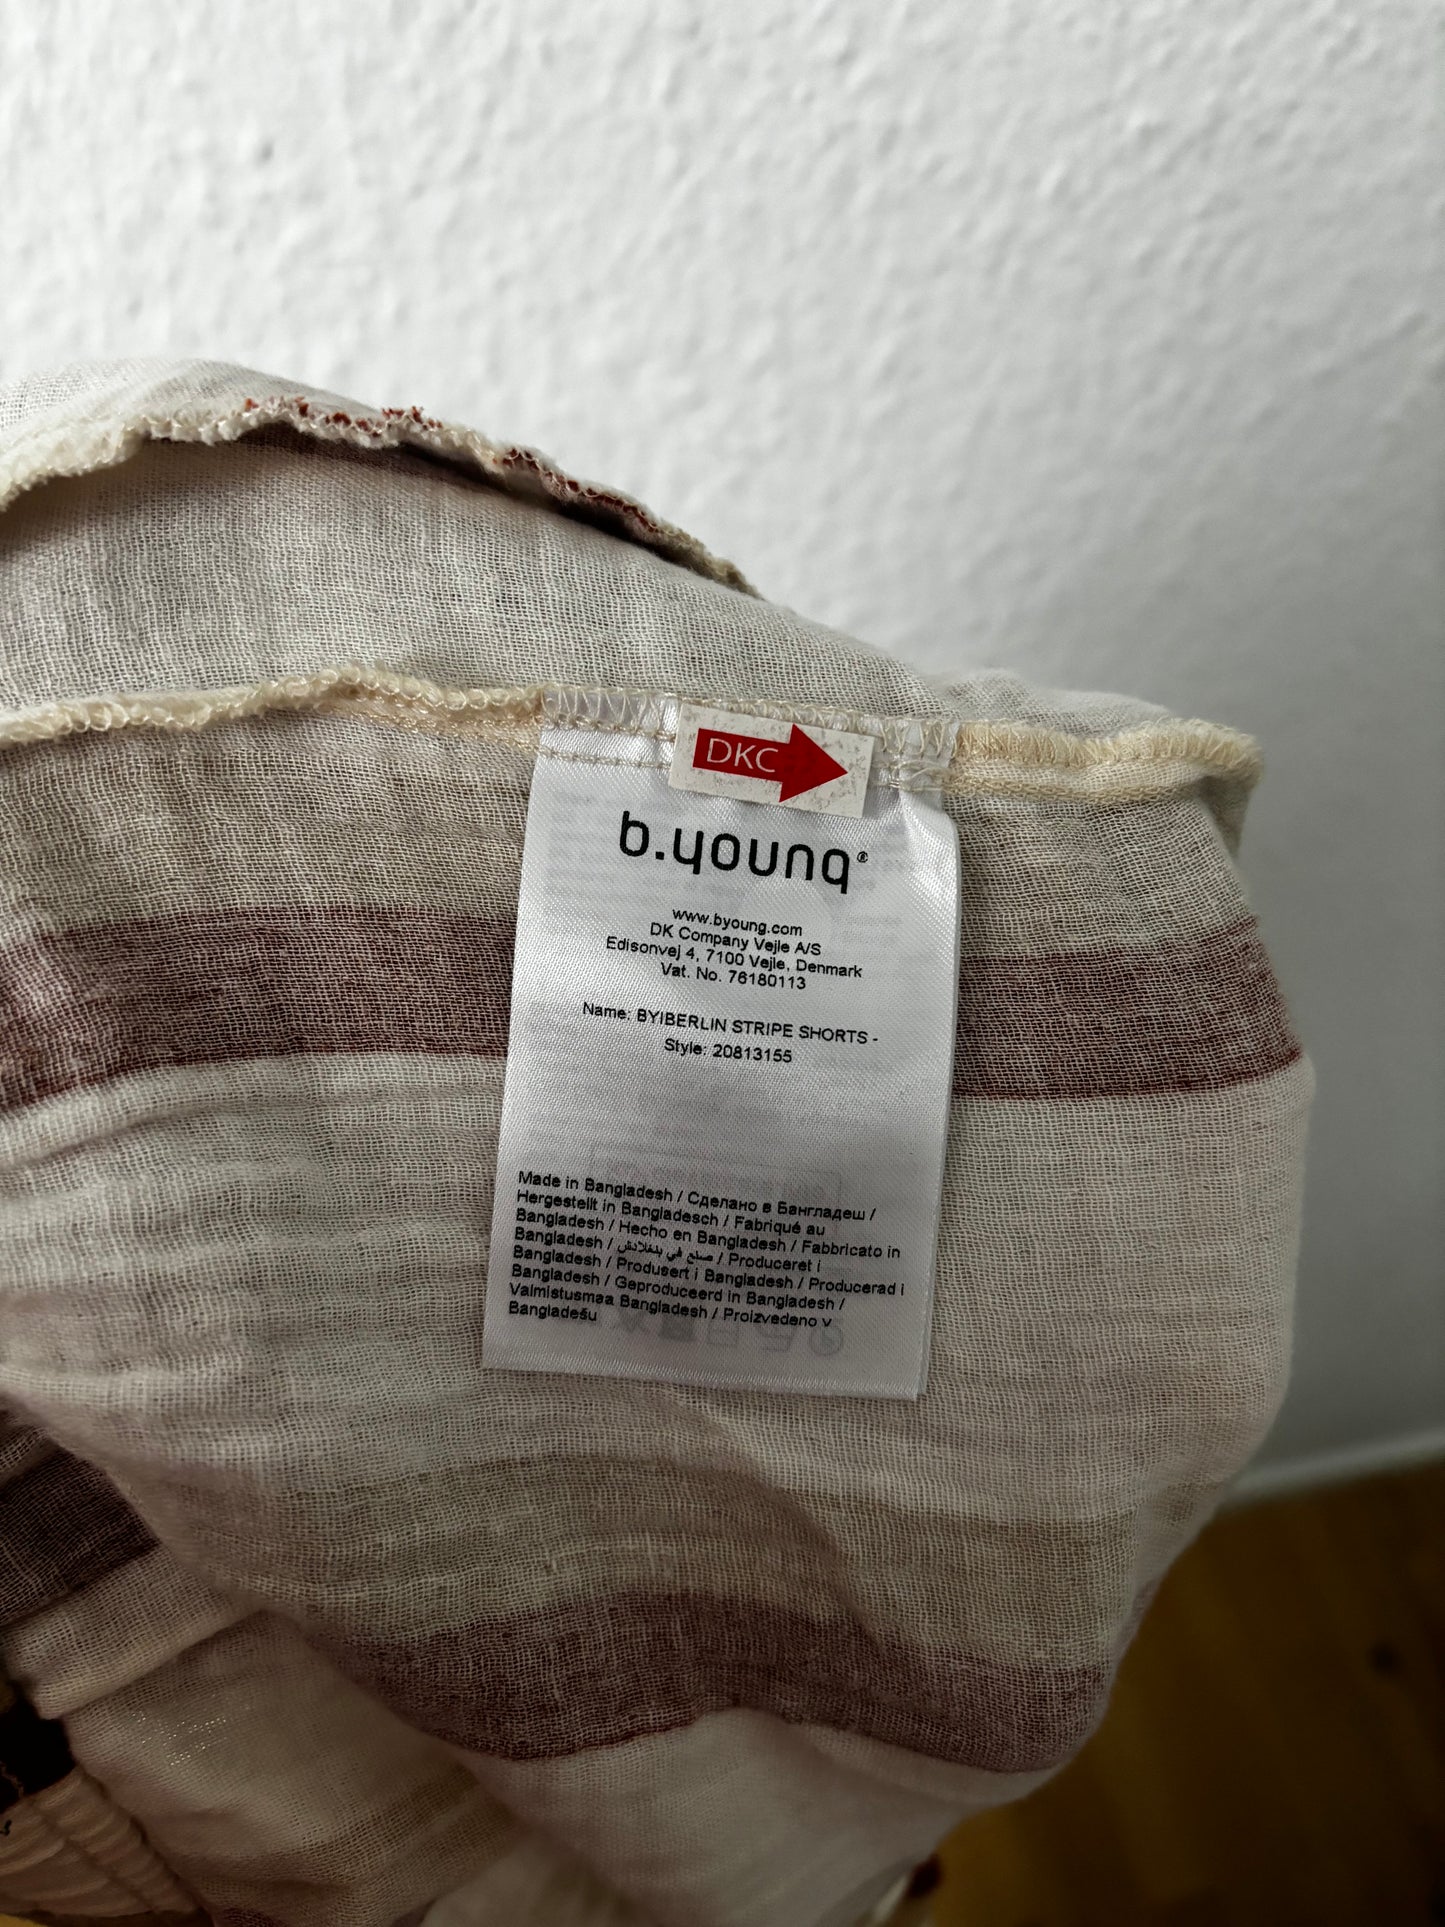 DKC
b.young®
www.byoung.com
DK Company Vejle A/S
Edisonvej 4, 7100 Vejle, Denmark
Vat. No. 76180113
Name: BYIBERLIN STRIPE SHORTS -
Style: 20813155
Made in Bangladesh / Сделано в Бангладеш /
Hergestellt in Bangladesch / Fabriqué au
Bangladesh / Hecho en Bangladesh / Fabbricato in
Bangladesh / صنع في بنغلادش / Produceret i
Bangladesh / Produsert i Bangladesh / Producerad i
Bangladesh / Geproduceerd in Bangladesh /
Valmistusmaa Bangladesh / Proizvedeno v
Bangladešu